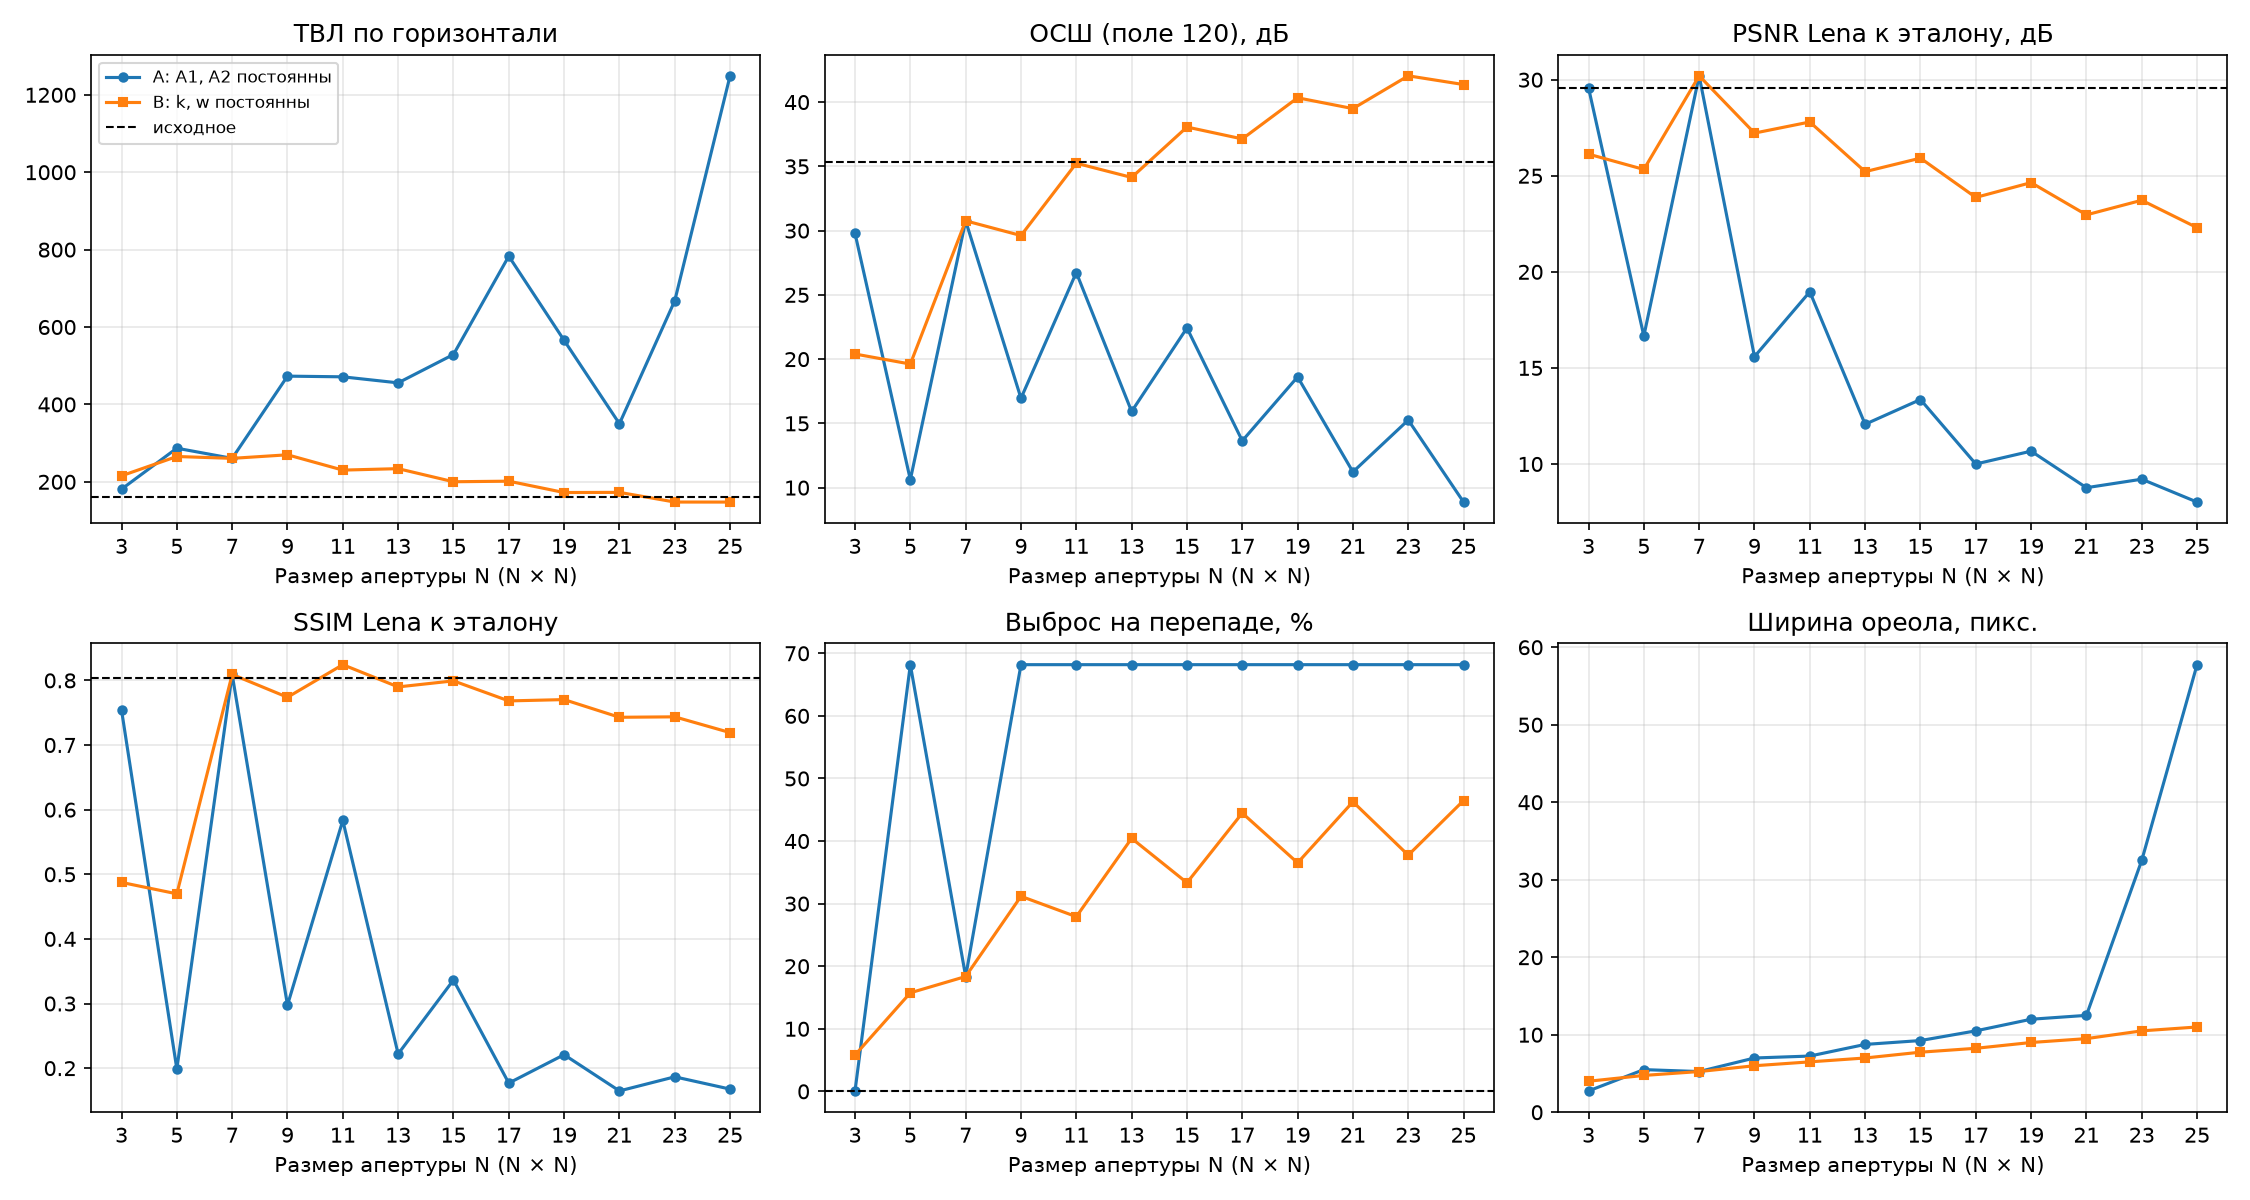 ТВЛ по горизонтали
1200
1000
800
600
400
200
A: A1, A2 постоянны
B: k, w постоянны
исходное
3 5 7 9 11 13 15 17 19 21 23 25
Размер апертуры N (N × N)
ОСШ (поле 120), дБ
40
35
30
25
20
15
10
3 5 7 9 11 13 15 17 19 21 23 25
Размер апертуры N (N × N)
PSNR Lena к эталону, дБ
30
25
20
15
10
3 5 7 9 11 13 15 17 19 21 23 25
Размер апертуры N (N × N)
SSIM Lena к эталону
0.8
0.7
0.6
0.5
0.4
0.3
0.2
3 5 7 9 11 13 15 17 19 21 23 25
Размер апертуры N (N × N)
Выброс на перепаде, %
70
60
50
40
30
20
10
0
3 5 7 9 11 13 15 17 19 21 23 25
Размер апертуры N (N × N)
Ширина ореола, пикс.
60
50
40
30
20
10
0
3 5 7 9 11 13 15 17 19 21 23 25
Размер апертуры N (N × N)